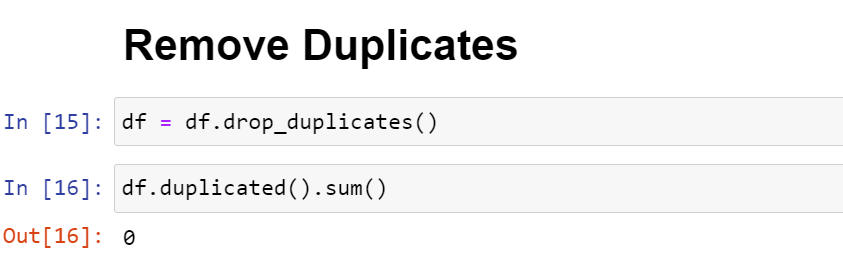 Remove Duplicates
In [15]: df = df.drop_duplicates()
In [16]: df.duplicated().sum()
Out[16]: 0